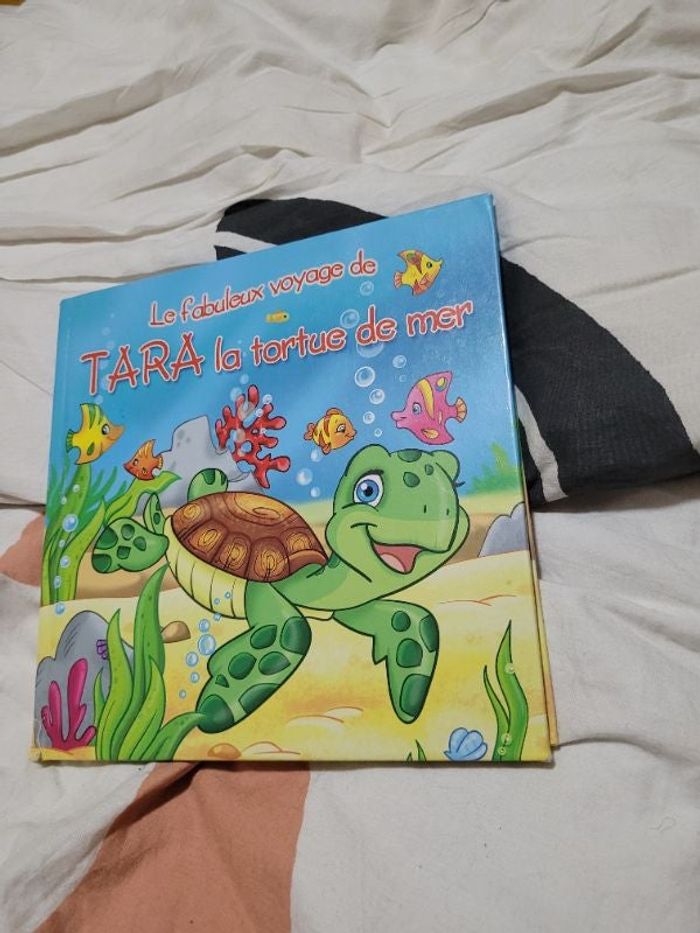 Le fabuleux voyage de
TARA la tortue de mer